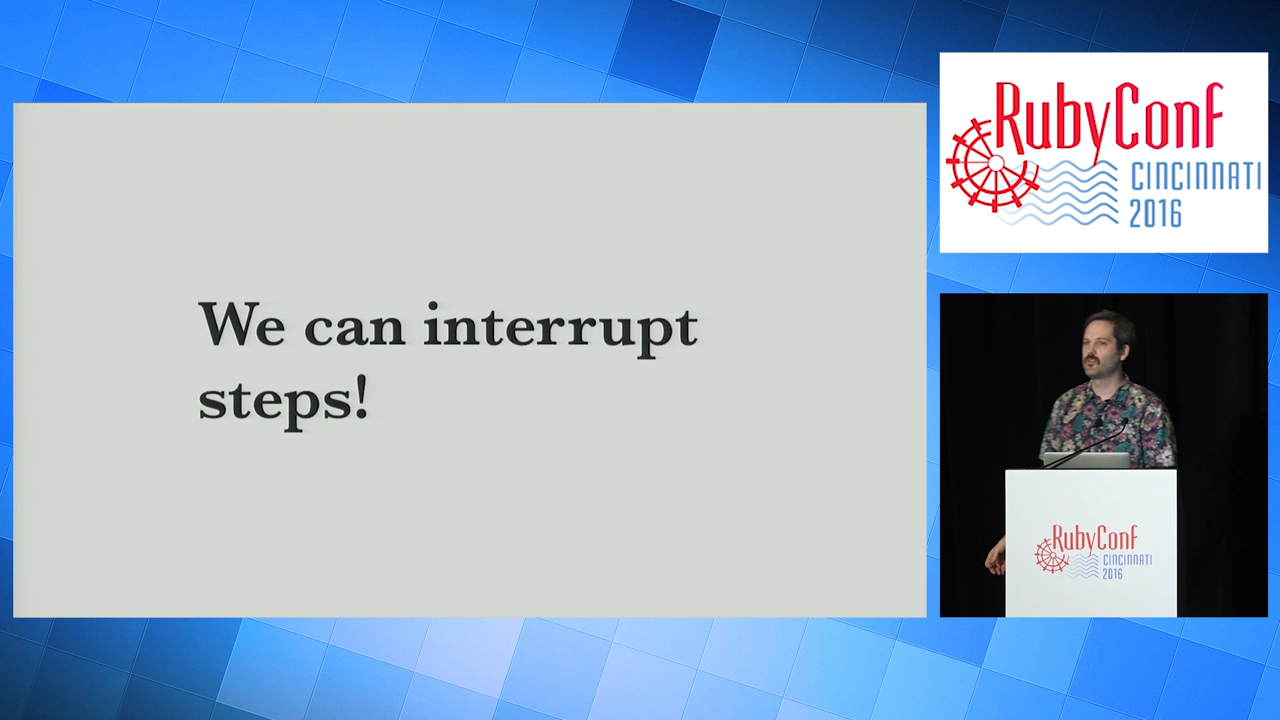 We can interrupt
steps!
RubyConf
CINCINNATI
2016
RubyConf
CINCINNATI
2016